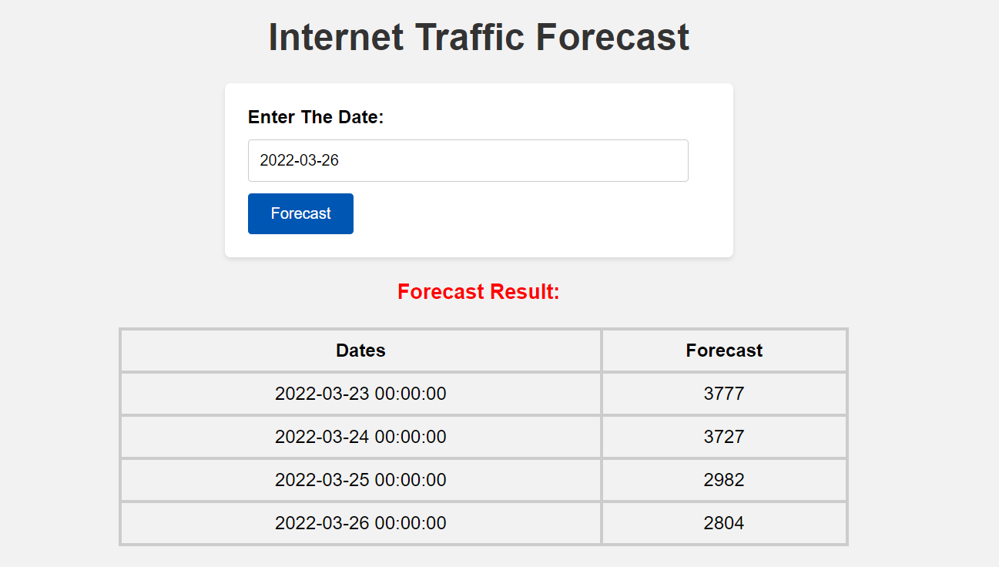 Internet Traffic Forecast
Enter The Date:
2022-03-26
Forecast
Forecast Result:
Dates Forecast
2022-03-23 00:00:00 3777
2022-03-24 00:00:00 3727
2022-03-25 00:00:00 2982
2022-03-26 00:00:00 2804